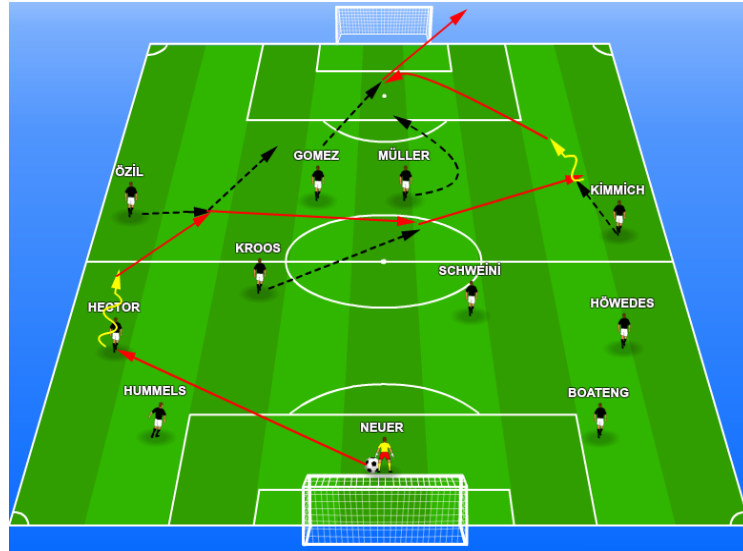 ÖZİL
GOMEZ
MÜLLER
KİMMİCH
KROOS
SCHWEİNİ
HECTOR
HÖWEDES
HUMMELS
BOATENG
NEUER